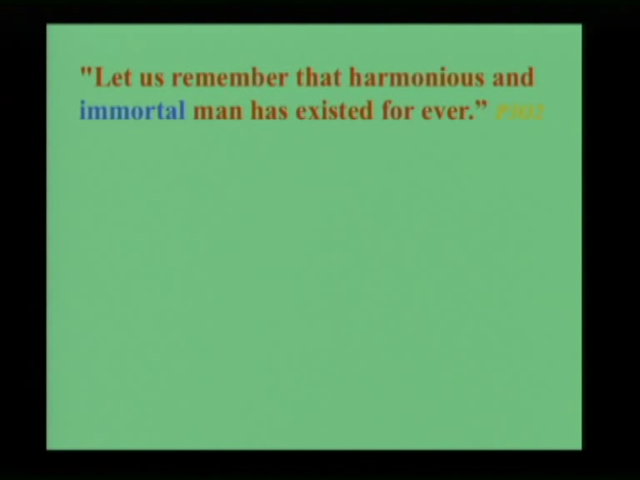 "Let us remember that harmonious and
immortal man has existed for ever.”